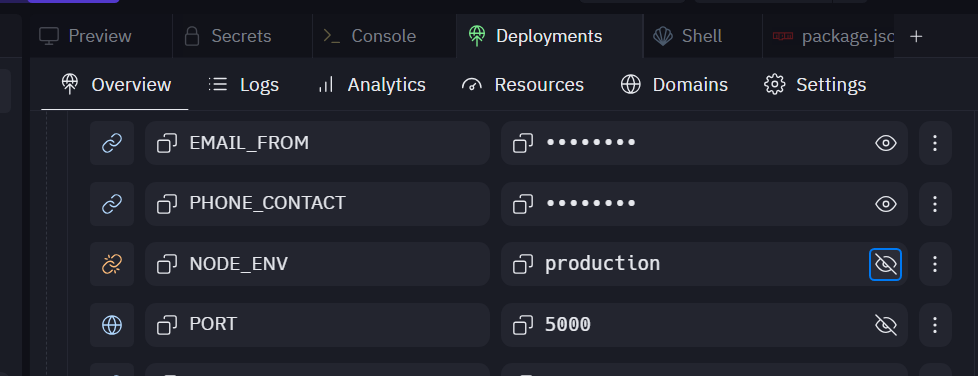 Preview Secrets Console Deployments Shell package.jsc
Overview Logs Analytics Resources Domains Settings
EMAIL_FROM ••••••••
PHONE_CONTACT ••••••••
NODE_ENV production
PORT 5000